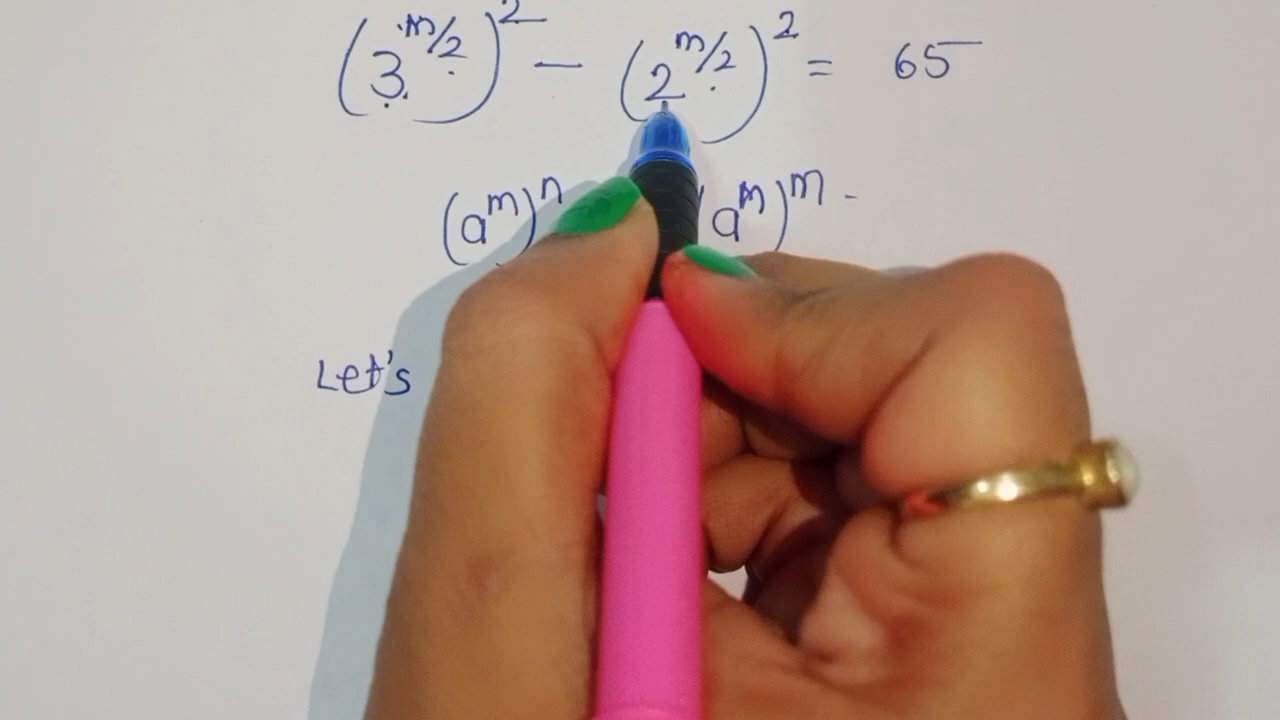 (3^{m/2})^2 - (2^{m/2})^2 = 65
(a^m)^n (a^m)^m -
Let's